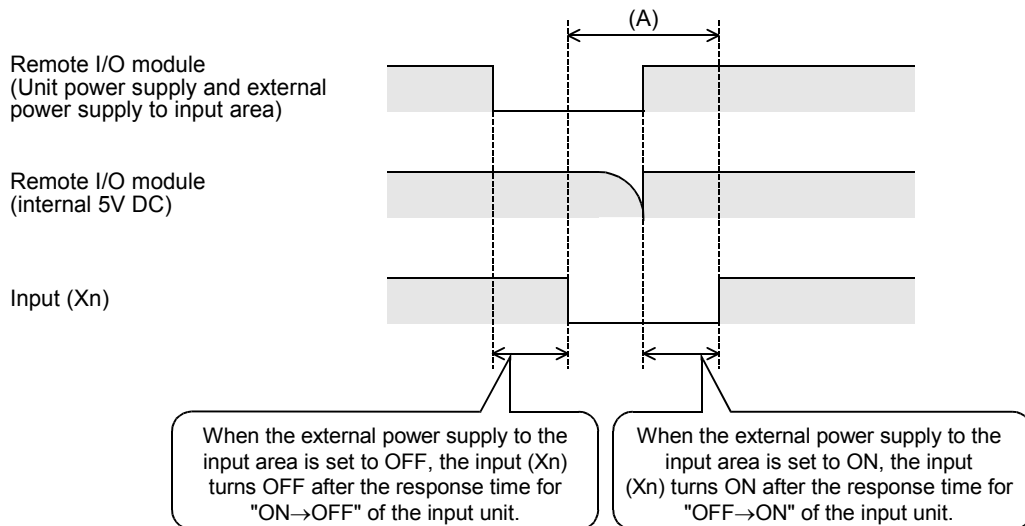 (A)
Remote I/O module
(Unit power supply and external
power supply to input area)
Remote I/O module
(internal 5V DC)
Input (Xn)
When the external power supply to the
input area is set to OFF, the input (Xn)
turns OFF after the response time for
"ON→OFF" of the input unit.
When the external power supply to the
input area is set to ON, the input
(Xn) turns ON after the response time for
"OFF→ON" of the input unit.